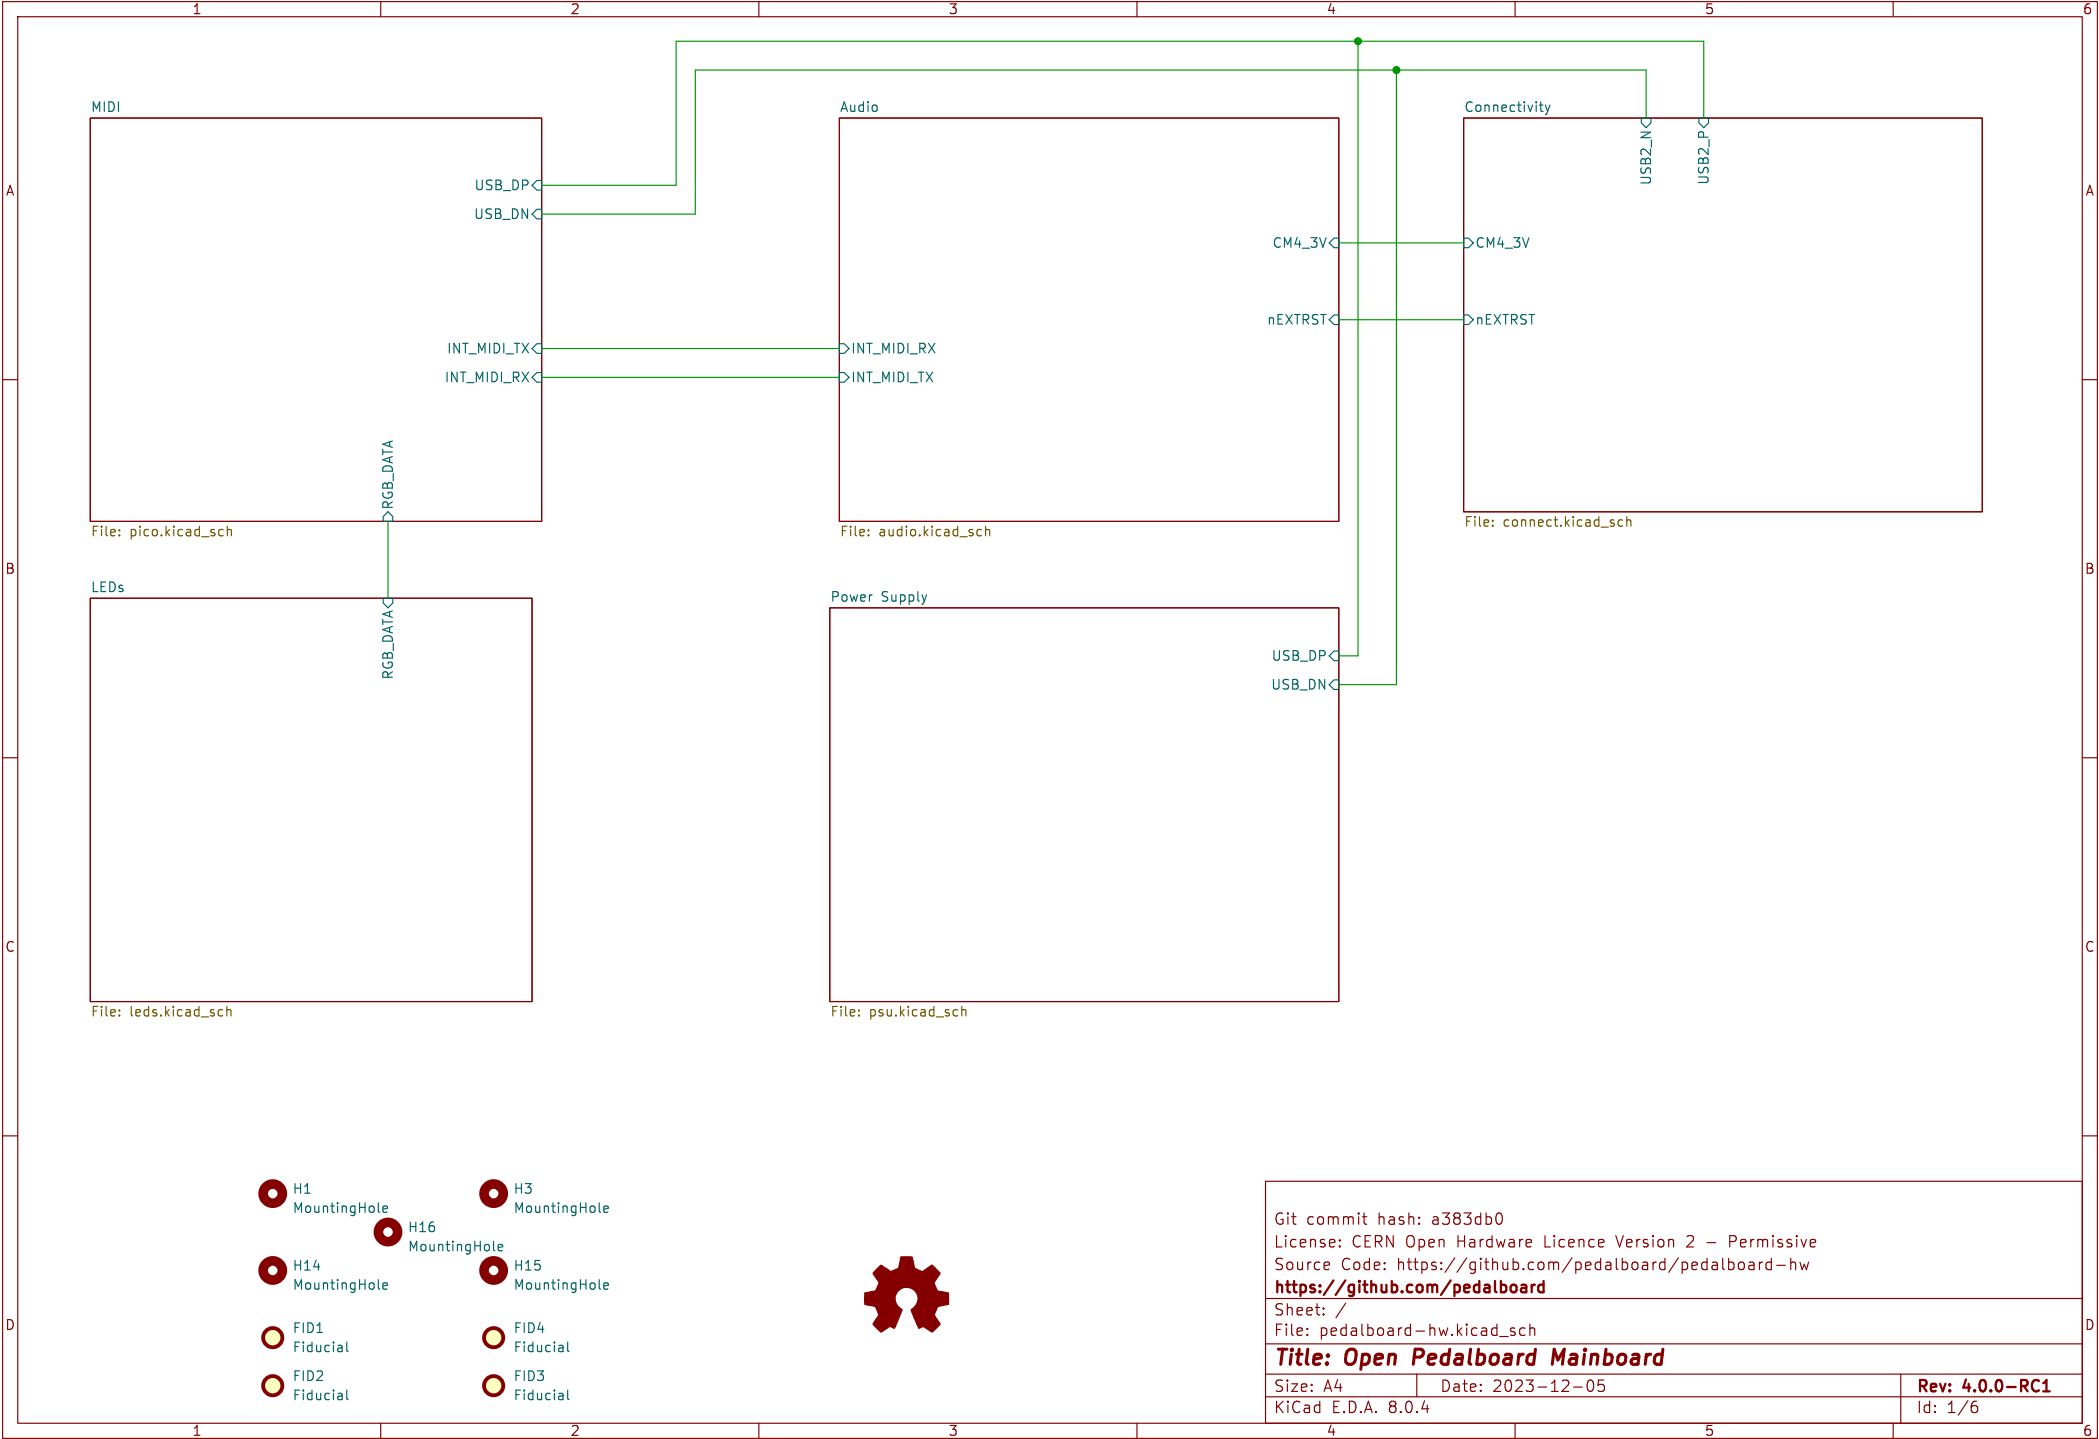 1 2 3 4 5 6
A
B
C
D
A
B
C
D
MIDI
USB_DP
USB_DN
INT_MIDI_TX
INT_MIDI_RX
RGB_DATA
File: pico.kicad_sch
Audio
CM4_3V
nEXTRST
INT_MIDI_RX
INT_MIDI_TX
File: audio.kicad_sch
Connectivity
USB2_N
USB2_P
CM4_3V
nEXTRST
File: connect.kicad_sch
LEDs
RGB_DATA
File: leds.kicad_sch
Power Supply
USB_DP
USB_DN
File: psu.kicad_sch
H1
MountingHole
H3
MountingHole
H16
MountingHole
H14
MountingHole
H15
MountingHole
FID1
Fiducial
FID4
Fiducial
FID2
Fiducial
FID3
Fiducial
Git commit hash: a383db0
License: CERN Open Hardware Licence Version 2 - Permissive
Source Code: https://github.com/pedalboard/pedalboard-hw
https://github.com/pedalboard
Sheet: /
File: pedalboard-hw.kicad_sch
Title: Open Pedalboard Mainboard
Size: A4 Date: 2023-12-05 Rev: 4.0.0-RC1
KiCad E.D.A. 8.0.4 Id: 1/6
1 2 3 4 5 6